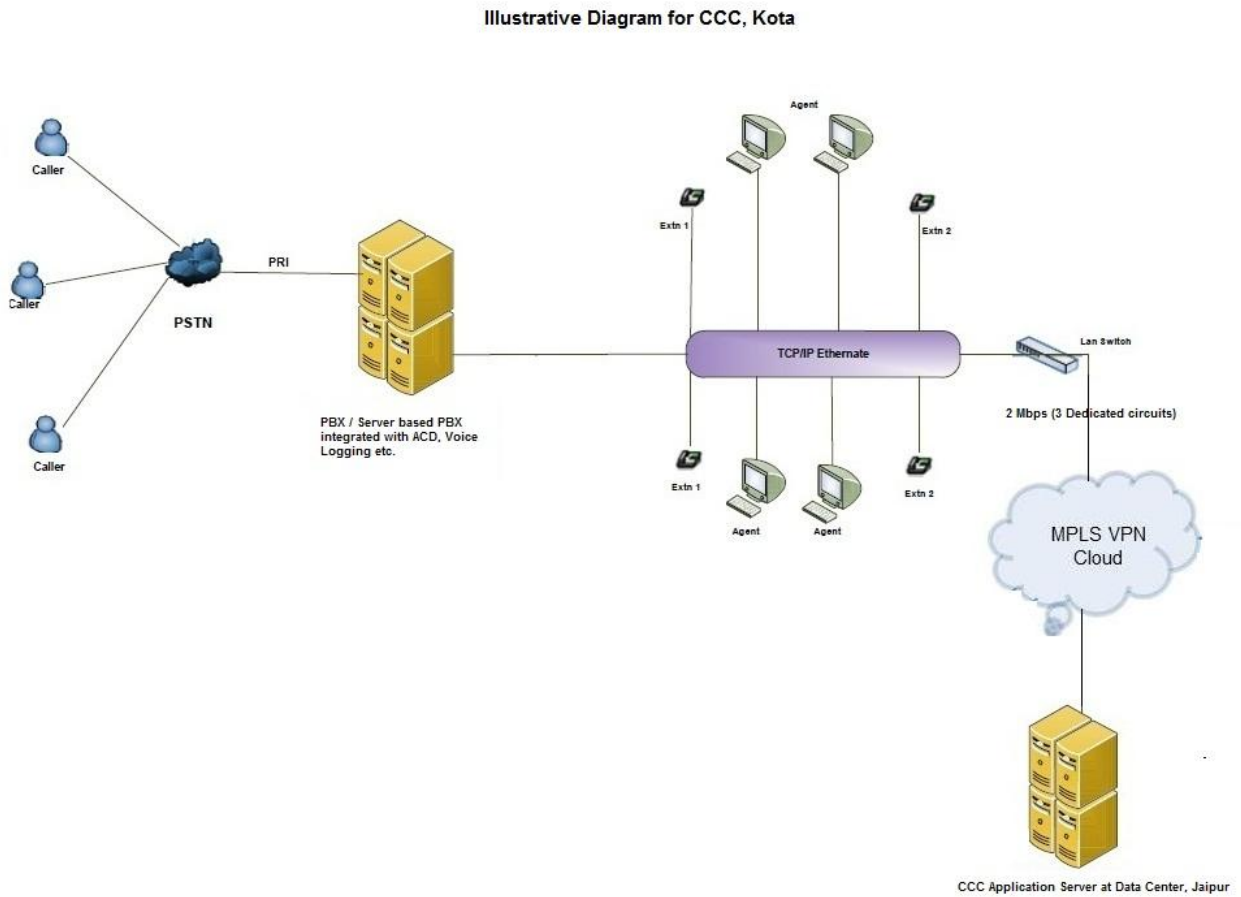 Illustrative Diagram for CCC, Kota
Agent
Caller
Extn 1
Extn 2
PRI
Caller
PSTN
TCP/IP Ethernate
Lan Switch
2 Mbps (3 Dedicated circuits)
PBX / Server based PBX
integrated with ACD, Voice
Logging etc.
Caller
Extn 1
Extn 2
Agent
Agent
MPLS VPN
Cloud
CCC Application Server at Data Center, Jaipur